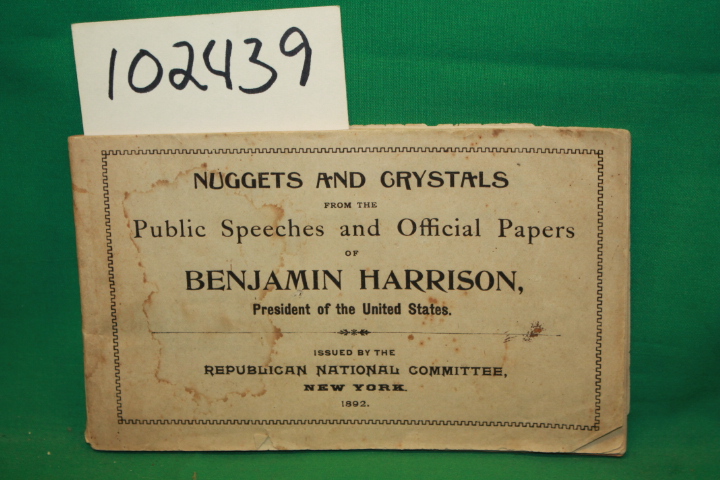 102439
NUGGETS AND CRYSTALS
FROM THE
Public Speeches and Official Papers
OF
BENJAMIN HARRISON,
President of the United States.
ISSUED BY THE
REPUBLICAN NATIONAL COMMITTEE,
NEW YORK.
1892.